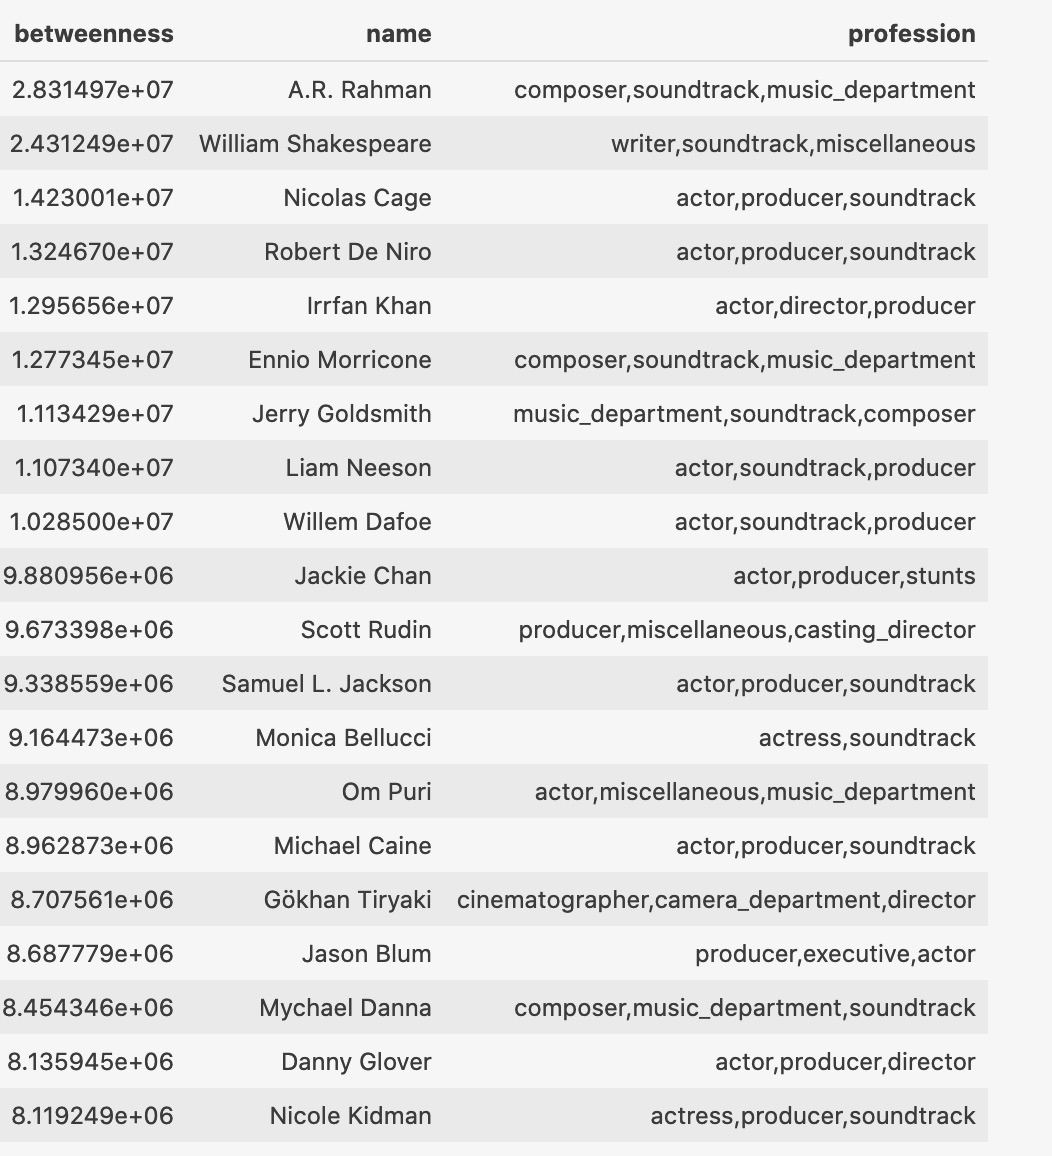 betweenness name profession
2.831497e+07 A.R. Rahman composer,soundtrack,music_department
2.431249e+07 William Shakespeare writer,soundtrack,miscellaneous
1.423001e+07 Nicolas Cage actor,producer,soundtrack
1.324670e+07 Robert De Niro actor,producer,soundtrack
1.295656e+07 Irrfan Khan actor,director,producer
1.277345e+07 Ennio Morricone composer,soundtrack,music_department
1.113429e+07 Jerry Goldsmith music_department,soundtrack,composer
1.107340e+07 Liam Neeson actor,soundtrack,producer
1.028500e+07 Willem Dafoe actor,soundtrack,producer
9.880956e+06 Jackie Chan actor,producer,stunts
9.673398e+06 Scott Rudin producer,miscellaneous,casting_director
9.338559e+06 Samuel L. Jackson actor,producer,soundtrack
9.164473e+06 Monica Bellucci actress,soundtrack
8.979960e+06 Om Puri actor,miscellaneous,music_department
8.962873e+06 Michael Caine actor,producer,soundtrack
8.707561e+06 Gökhan Tiryaki cinematographer,camera_department,director
8.687779e+06 Jason Blum producer,executive,actor
8.454346e+06 Mychael Danna composer,music_department,soundtrack
8.135945e+06 Danny Glover actor,producer,director
8.119249e+06 Nicole Kidman actress,producer,soundtrack